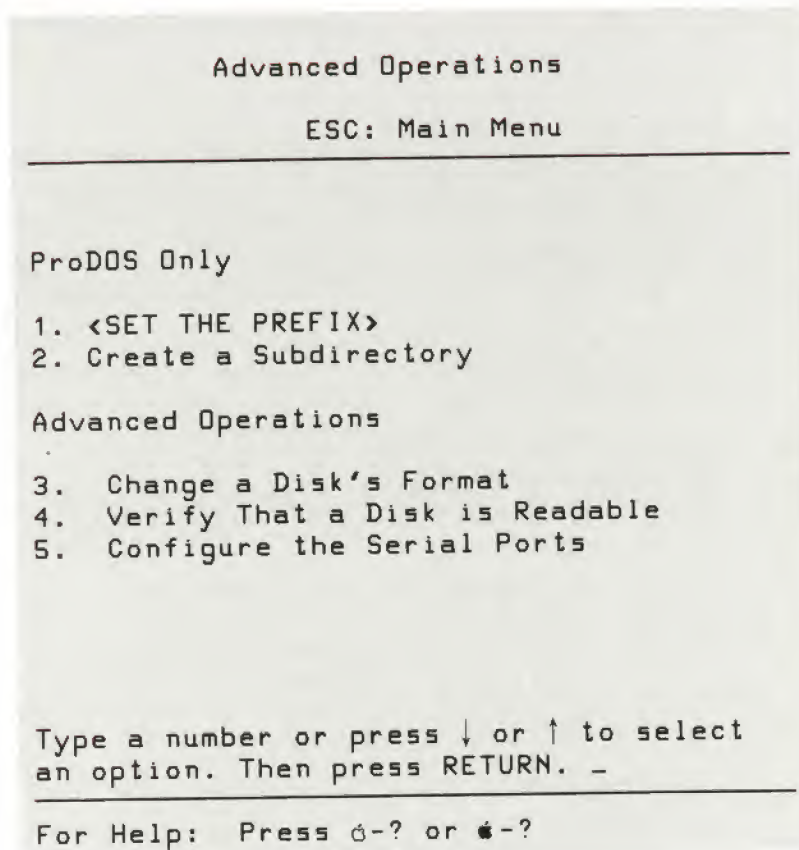 Advanced Operations
ESC: Main Menu
ProDOS Only
1. <SET THE PREFIX>
2. Create a Subdirectory
Advanced Operations
3. Change a Disk's Format
4. Verify That a Disk is Readable
5. Configure the Serial Ports
Type a number or press ↓ or ↑ to select
an option. Then press RETURN. _
For Help: Press -? or -?